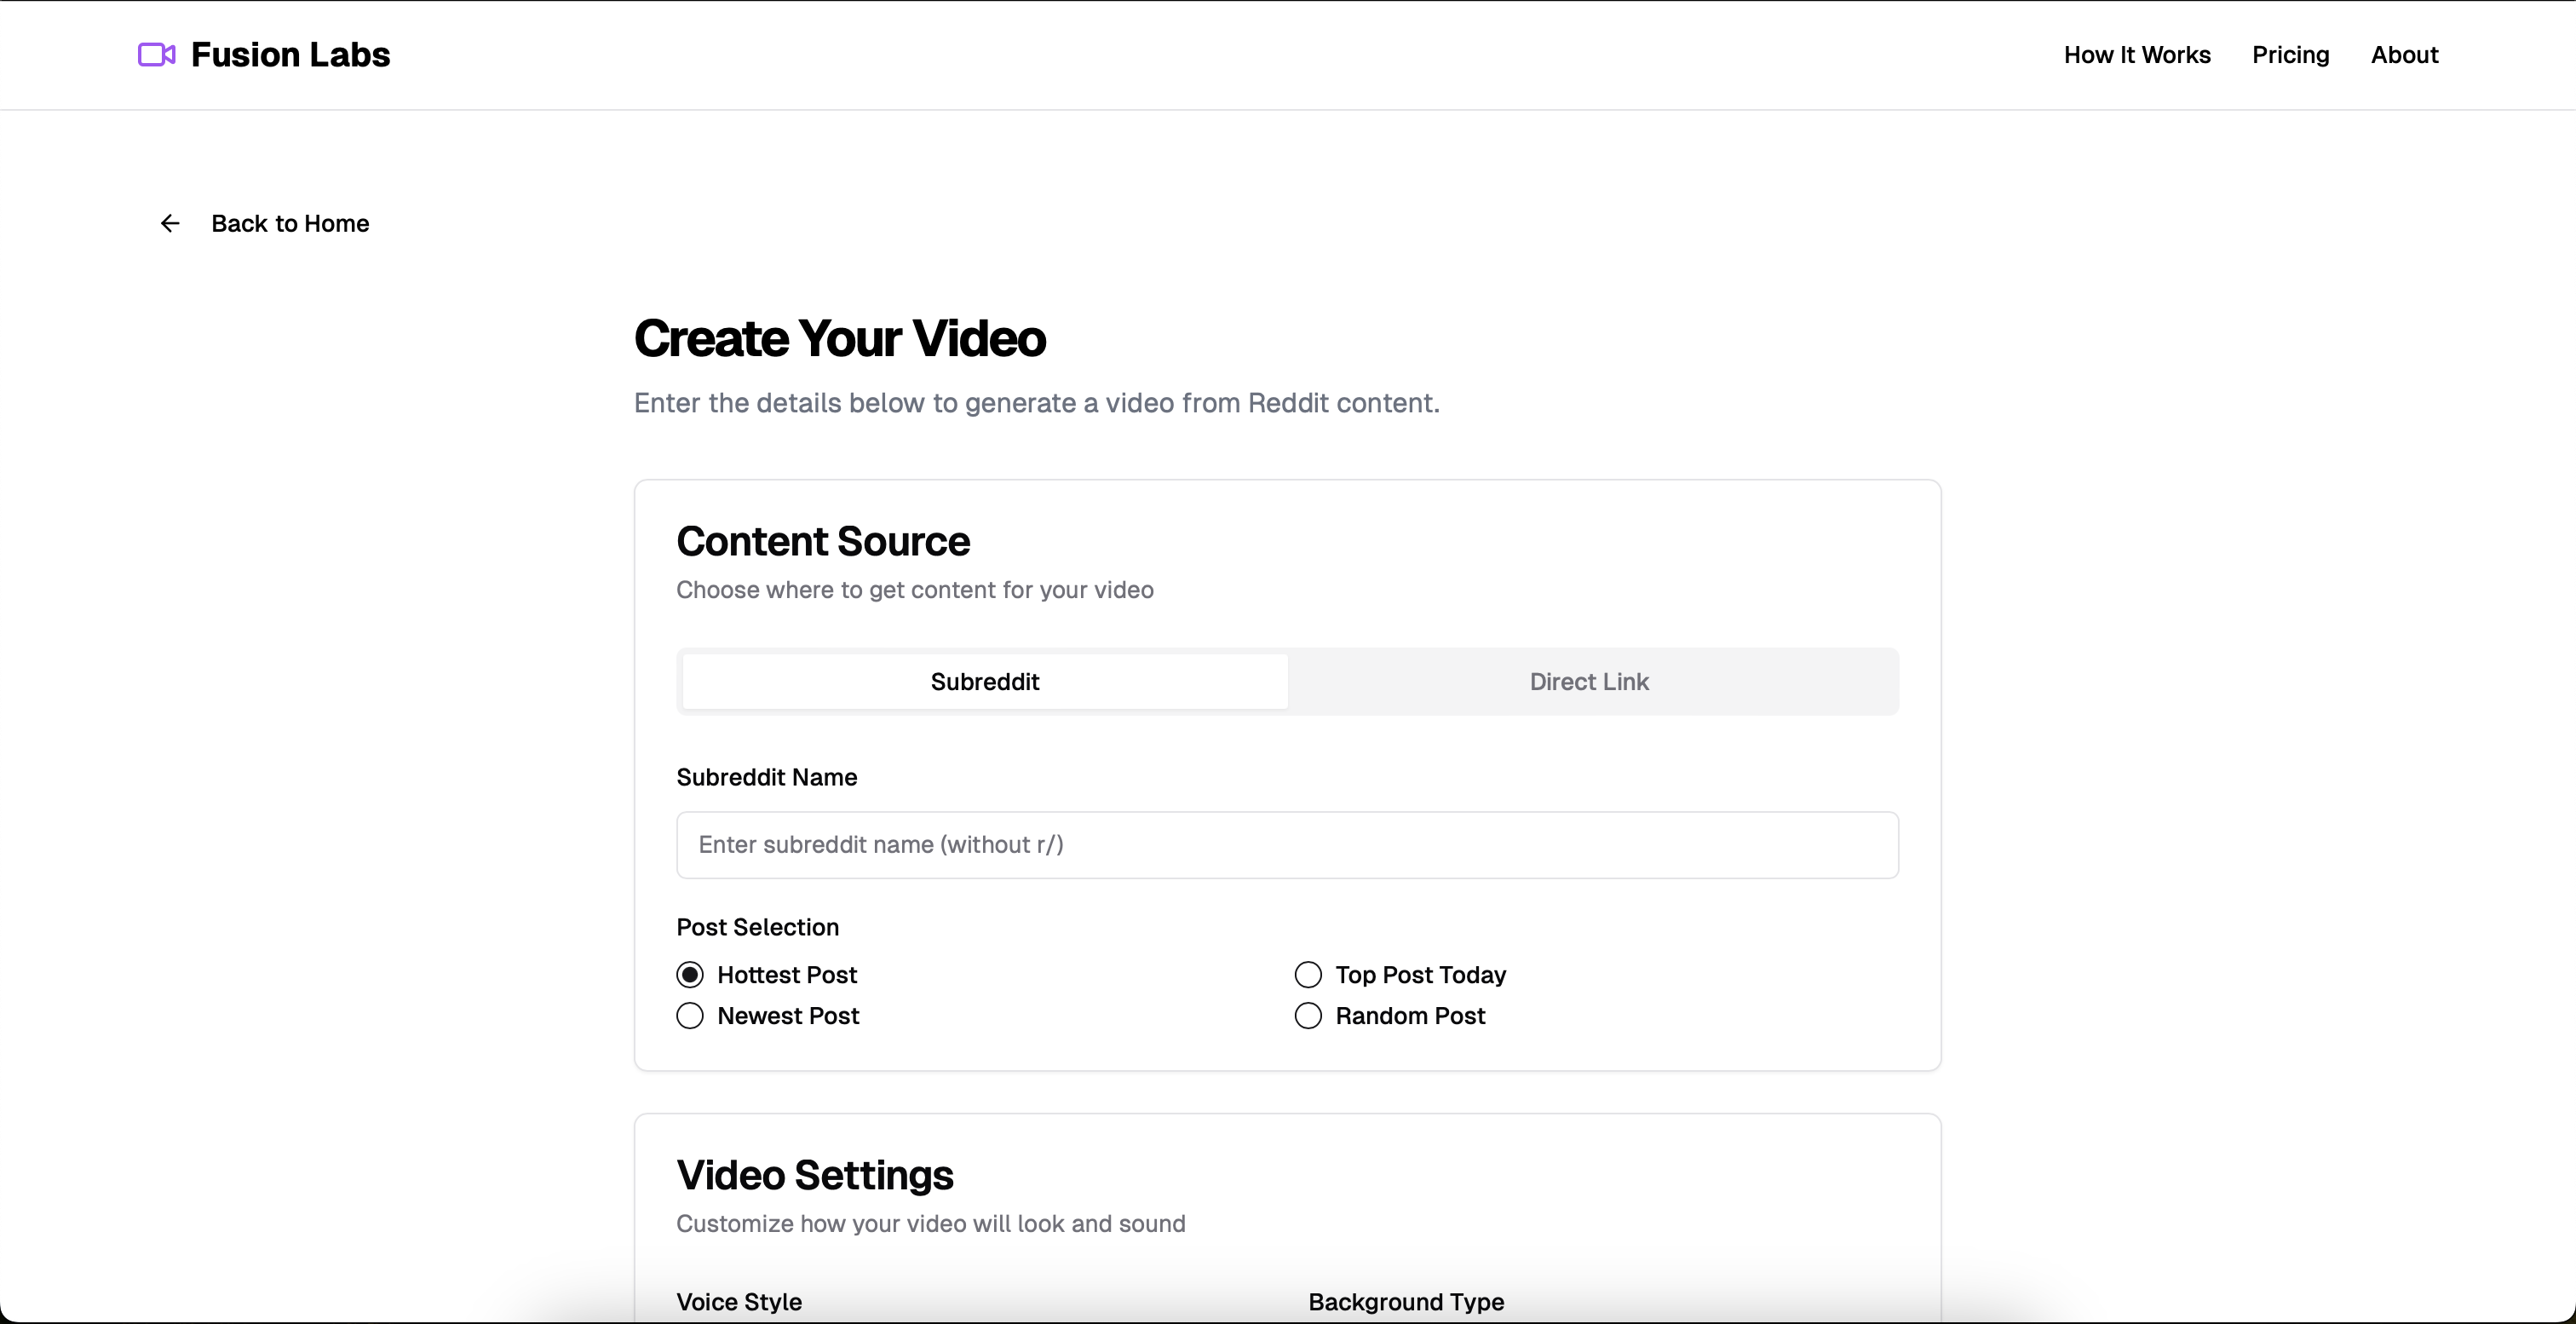 Fusion Labs
How It Works Pricing About
Back to Home
Create Your Video
Enter the details below to generate a video from Reddit content.
Content Source
Choose where to get content for your video
Subreddit Direct Link
Subreddit Name
Enter subreddit name (without r/)
Post Selection
Hottest Post Top Post Today
Newest Post Random Post
Video Settings
Customize how your video will look and sound
Voice Style Background Type